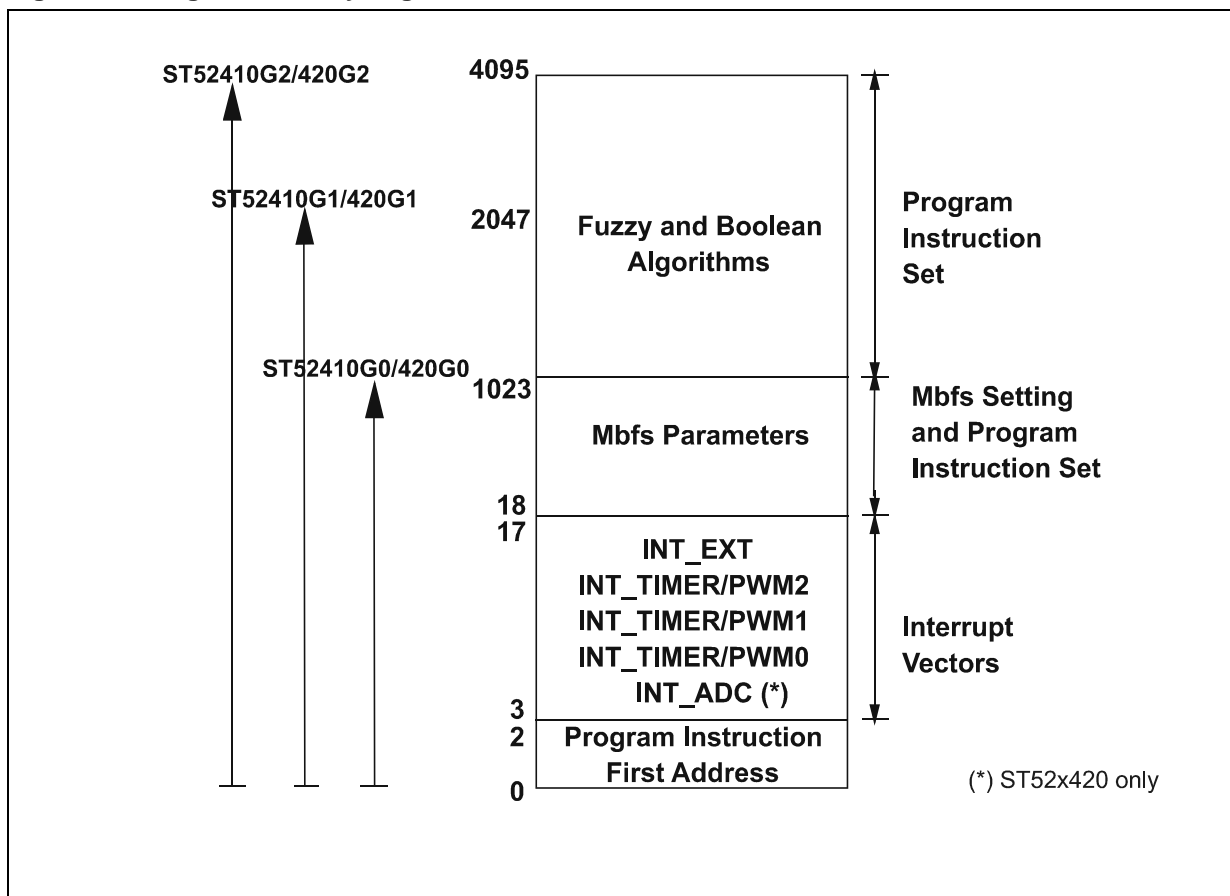 ST52410G2/420G2
4095
ST52410G1/420G1
2047
Fuzzy and Boolean
Algorithms
Program
Instruction
Set
ST52410G0/420G0
1023
Mbfs Parameters
Mbfs Setting
and Program
Instruction Set
18
17
INT_EXT
INT_TIMER/PWM2
INT_TIMER/PWM1
INT_TIMER/PWM0
INT_ADC (*)
Interrupt
Vectors
3
2
Program Instruction
First Address
0
(*) ST52x420 only